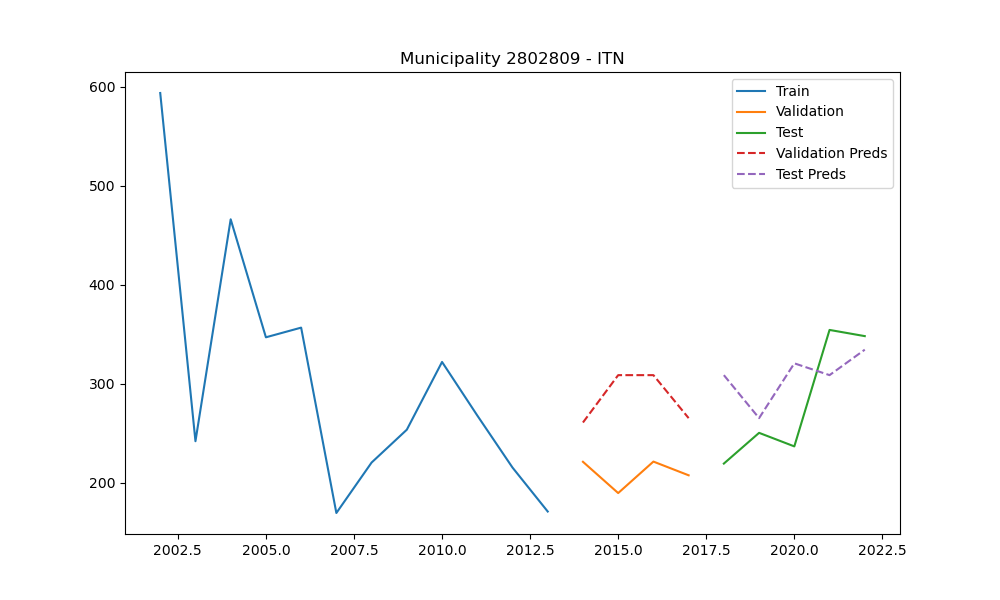 Municipality 2802809 - ITN
Train
Validation
Test
Validation Preds
Test Preds
600
500
400
300
200
2002.5 2005.0 2007.5 2010.0 2012.5 2015.0 2017.5 2020.0 2022.5